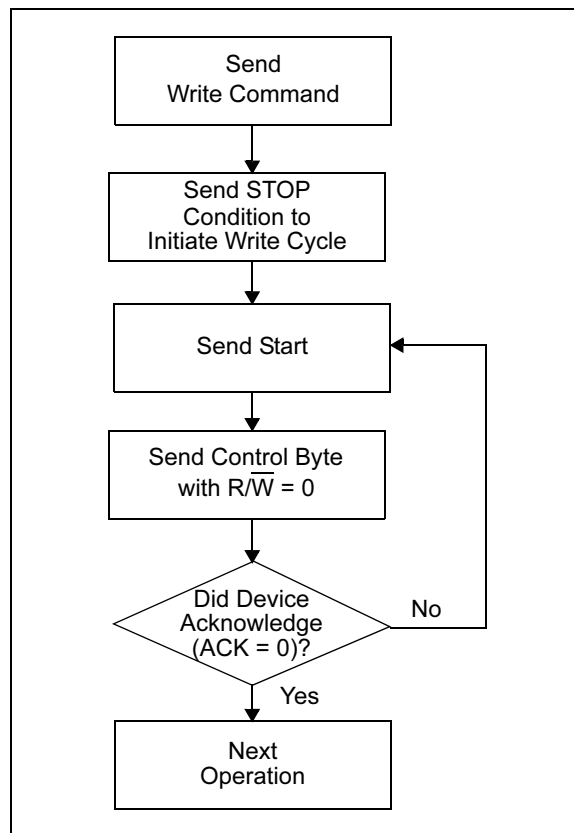 Send
Write Command
Send STOP
Condition to
Initiate Write Cycle
Send Start
Send Control Byte
with R/W̅ = 0
Did Device
Acknowledge
(ACK = 0)?
No
Yes
Next
Operation